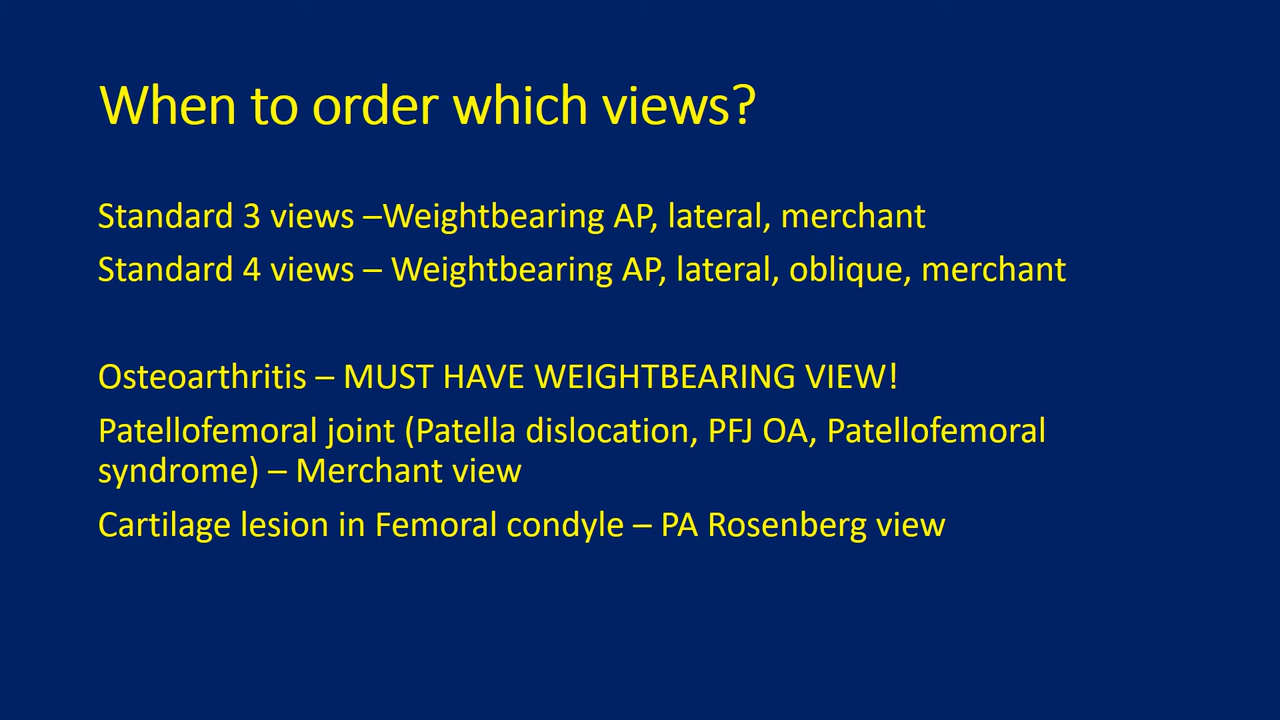 When to order which views?
Standard 3 views –Weightbearing AP, lateral, merchant
Standard 4 views – Weightbearing AP, lateral, oblique, merchant
Osteoarthritis – MUST HAVE WEIGHTBEARING VIEW!
Patellofemoral joint (Patella dislocation, PFJ OA, Patellofemoral
syndrome) – Merchant view
Cartilage lesion in Femoral condyle – PA Rosenberg view